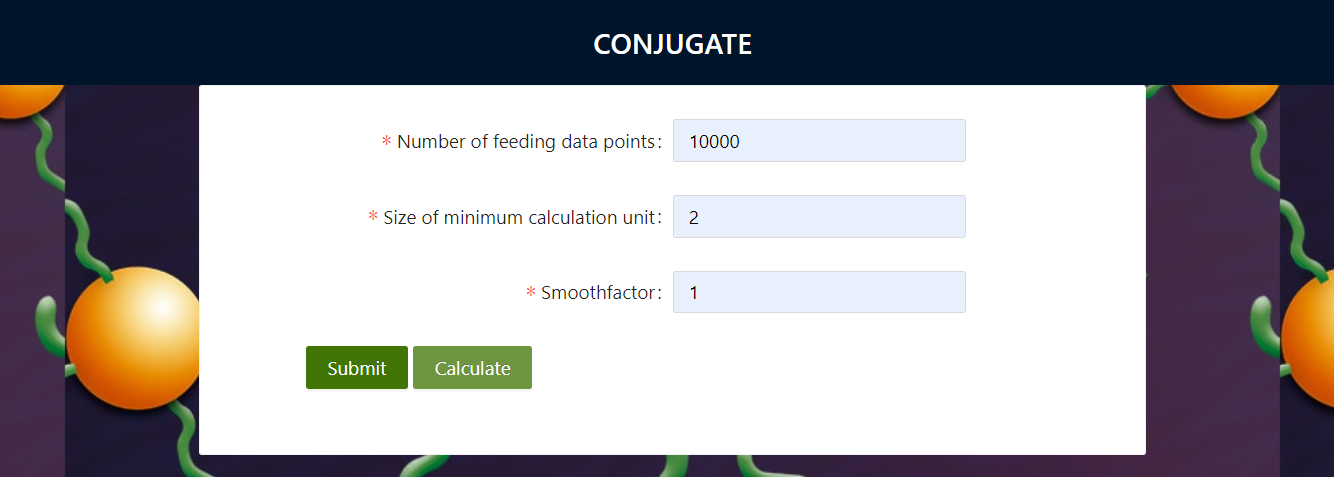 CONJUGATE
* Number of feeding data points: 10000
* Size of minimum calculation unit: 2
* Smoothfactor: 1
Submit Calculate